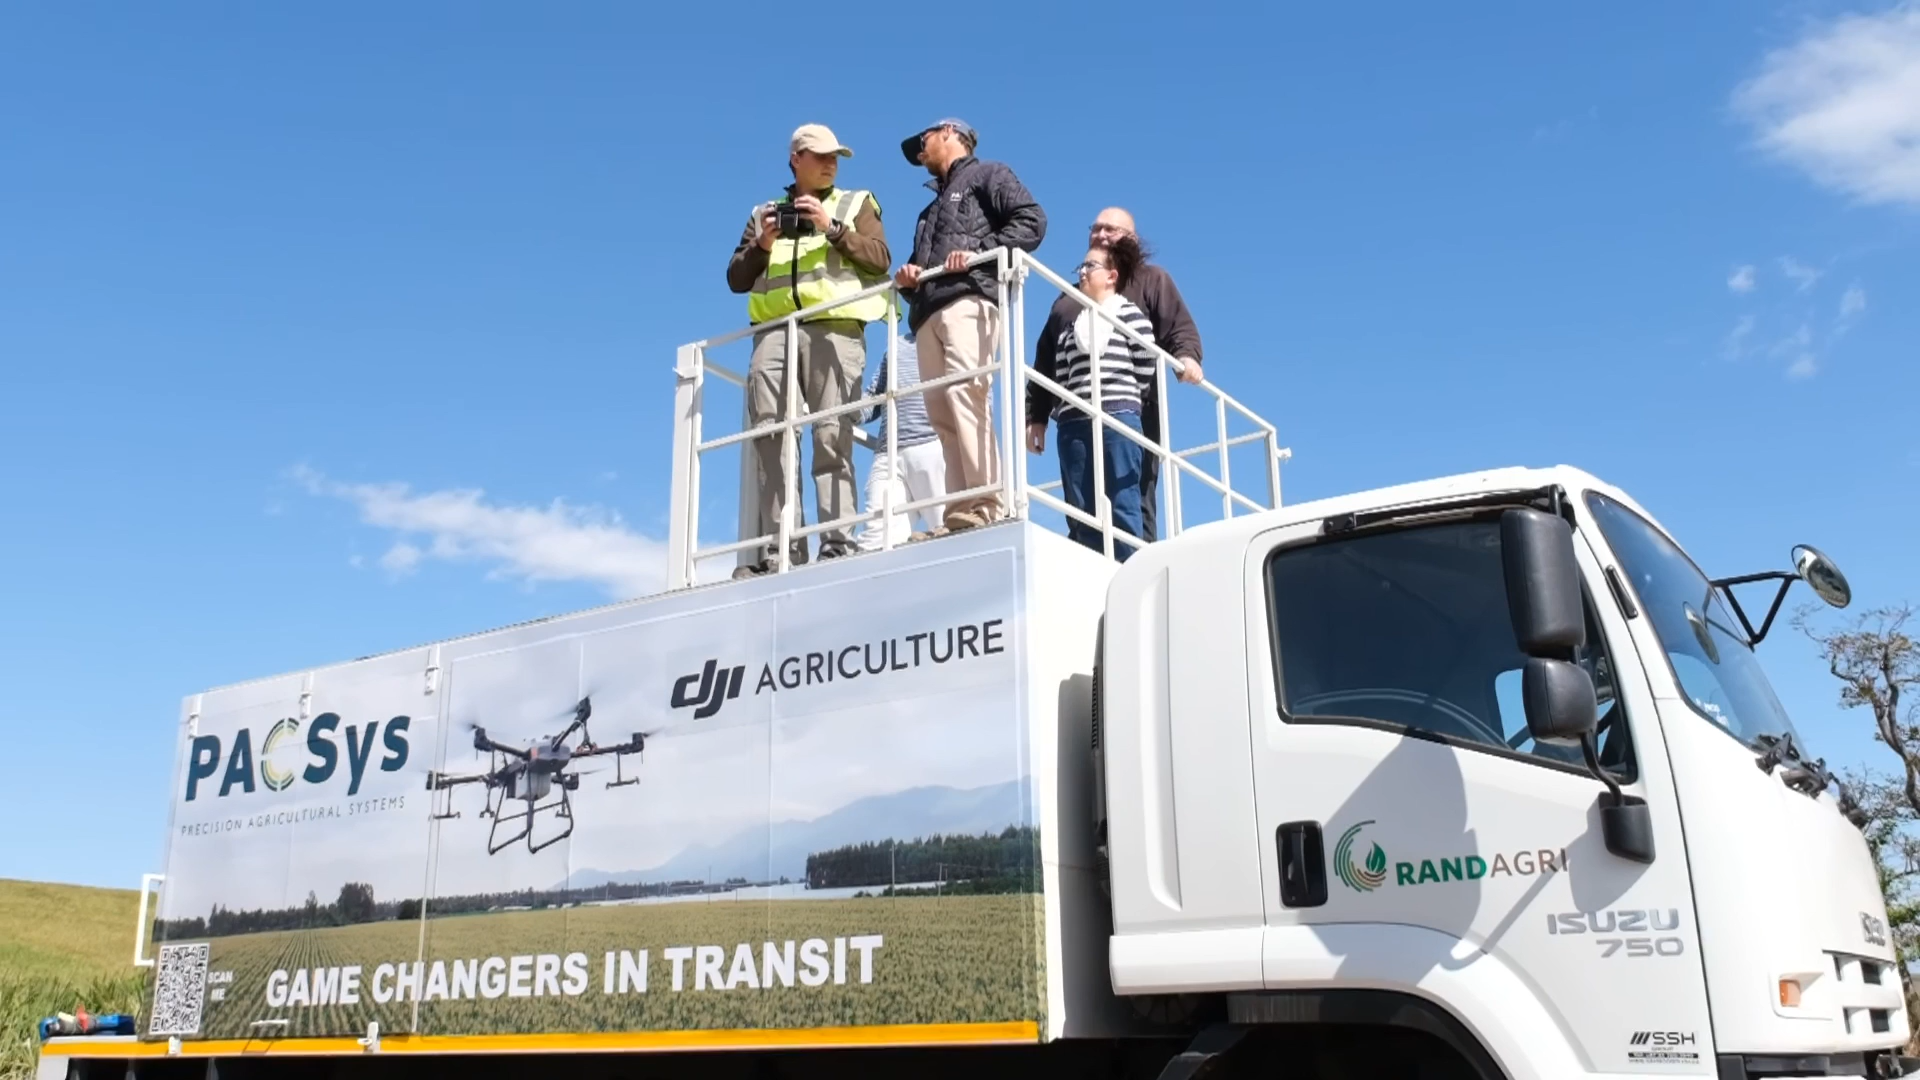 dji AGRICULTURE
PACSys
PRECISION AGRICULTURAL SYSTEMS
SCAN
ME
GAME CHANGERS IN TRANSIT
RANDAGRI
ISUZU
750
SSH